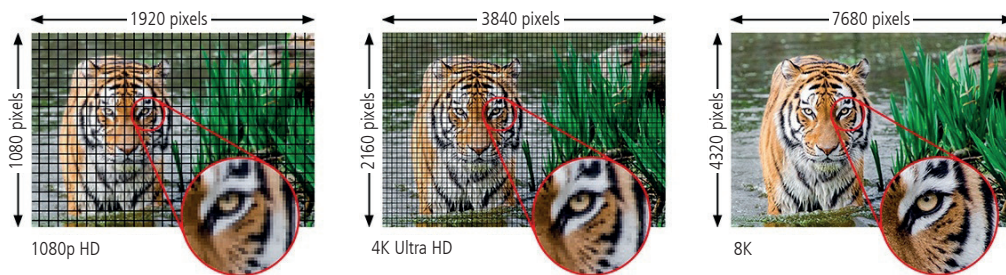 1920 pixels
1080 pixels
1080p HD
3840 pixels
2160 pixels
4K Ultra HD
7680 pixels
4320 pixels
8K